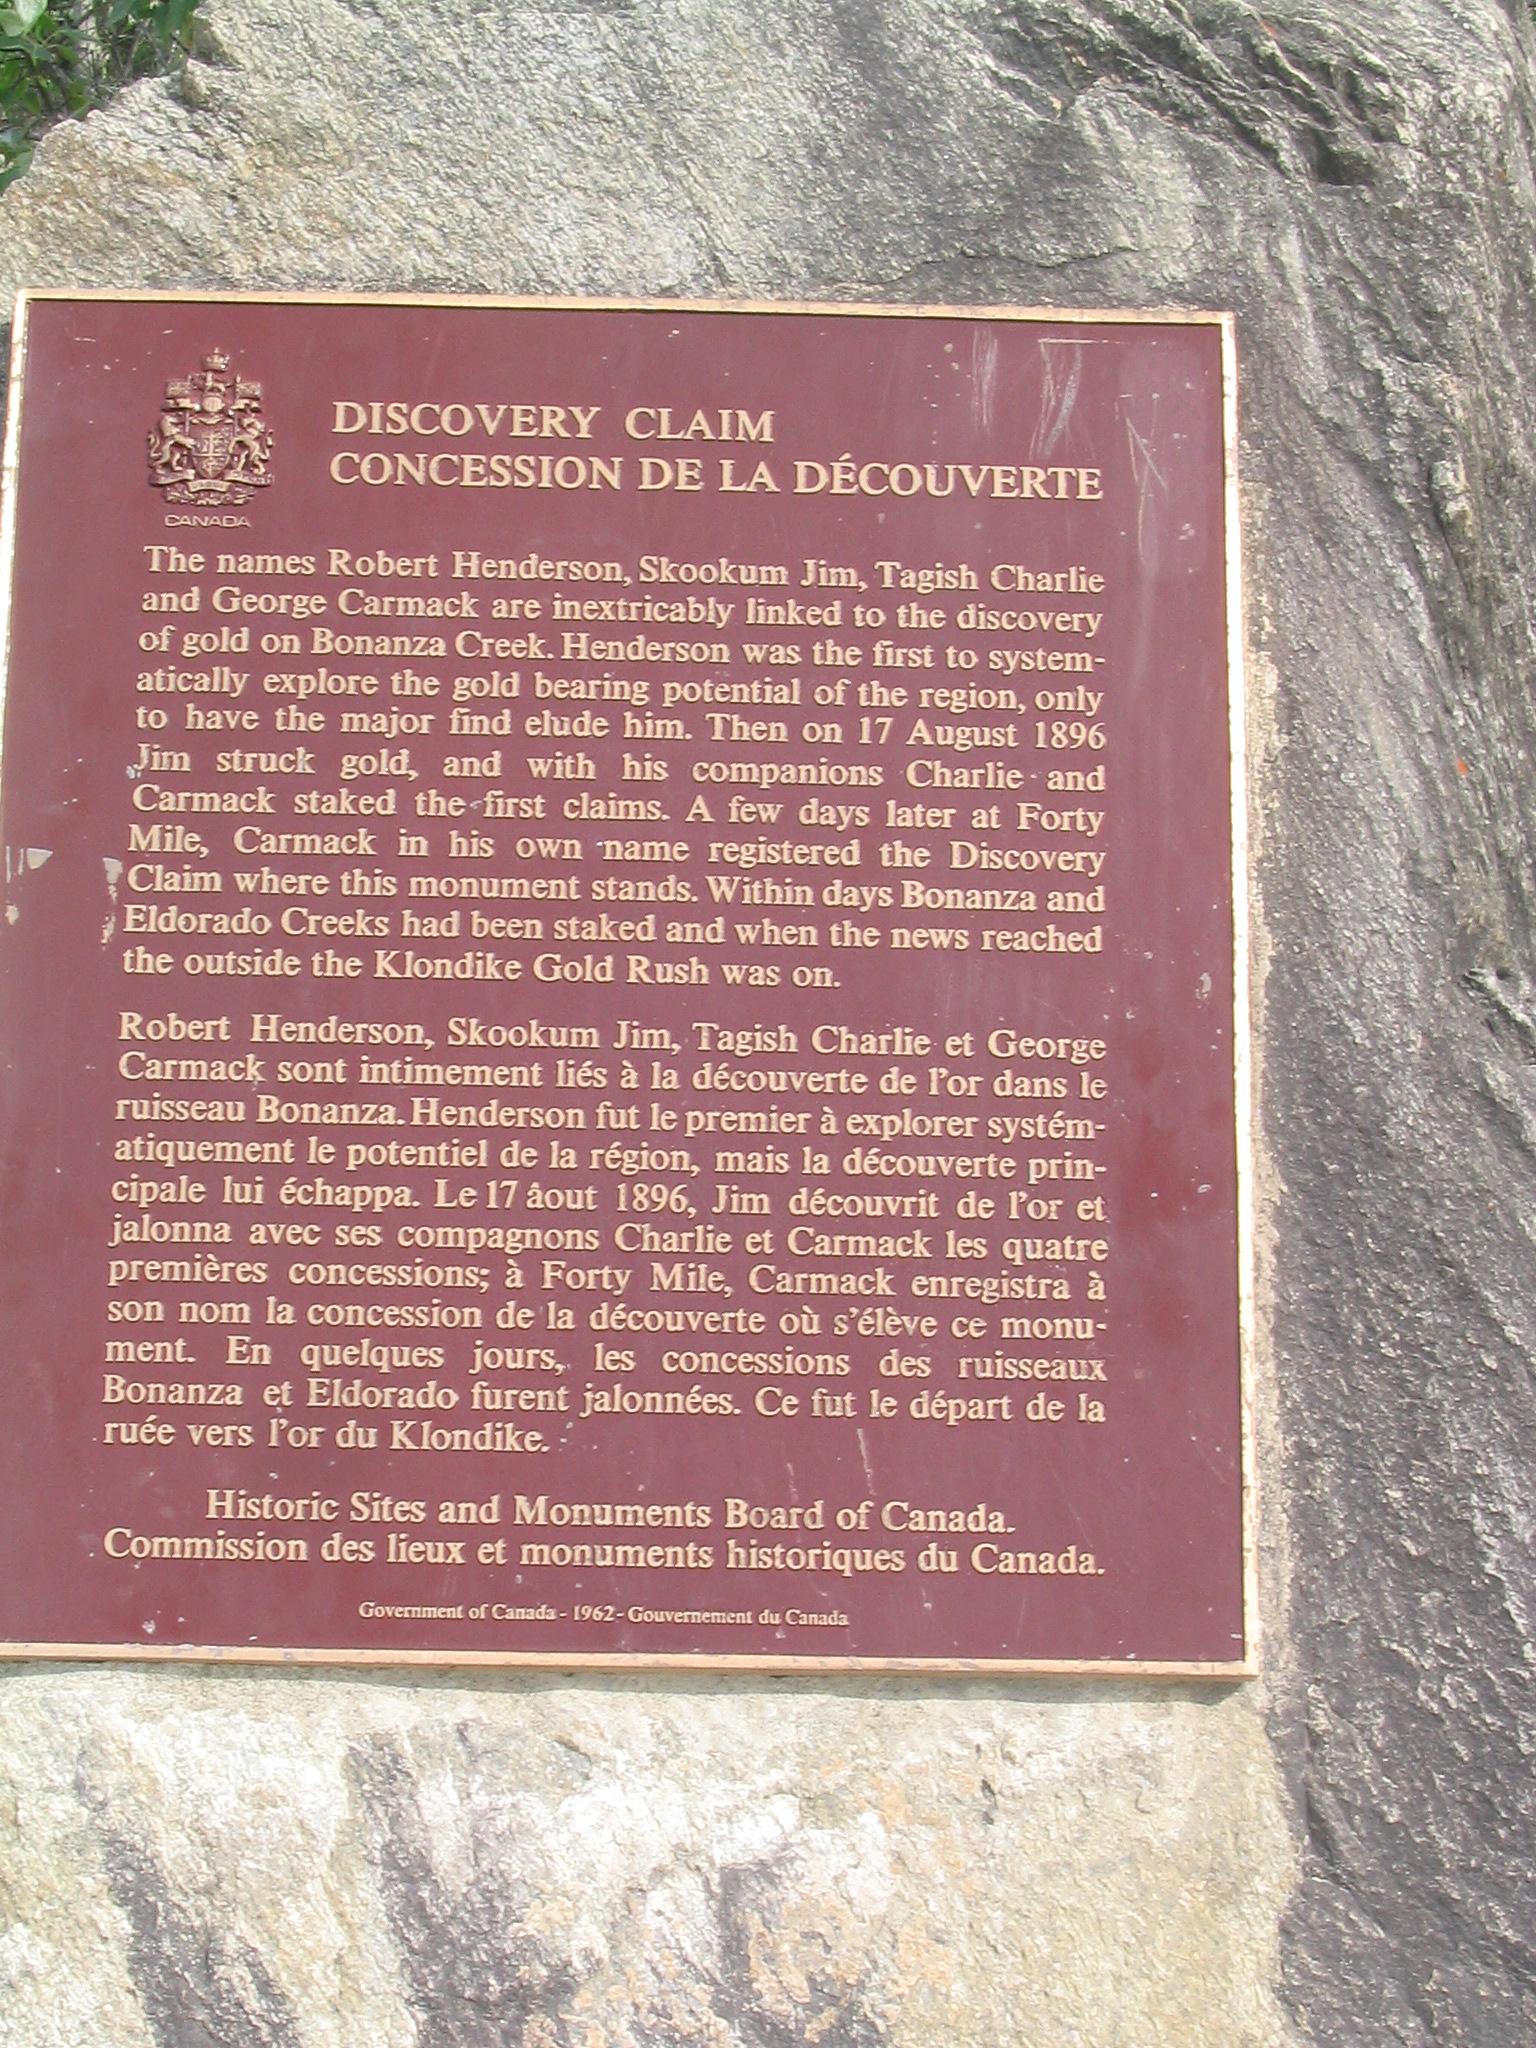 CANADA
DISCOVERY CLAIM
CONCESSION DE LA DÉCOUVERTE
The names Robert Henderson, Skookum Jim, Tagish Charlie
and George Carmack are inextricably linked to the discovery
of gold on Bonanza Creek. Henderson was the first to system-
atically explore the gold bearing potential of the region, only
to have the major find elude him. Then on 17 August 1896
Jim struck gold, and with his companions Charlie and
Carmack staked the first claims. A few days later at Forty
Mile, Carmack in his own name registered the Discovery
Claim where this monument stands. Within days Bonanza and
Eldorado Creeks had been staked and when the news reached
the outside the Klondike Gold Rush was on.
Robert Henderson, Skookum Jim, Tagish Charlie et George
Carmack sont intimement liés à la découverte de l'or dans le
ruisseau Bonanza. Henderson fut le premier à explorer systém-
atiquement le potentiel de la région, mais la découverte prin-
cipale lui échappa. Le 17 âout 1896, Jim découvrit de l'or et
jalonna avec ses compagnons Charlie et Carmack les quatre
premières concessions; à Forty Mile, Carmack enregistra à
son nom la concession de la découverte où s'élève ce monu-
ment. En quelques jours, les concessions des ruisseaux
Bonanza et Eldorado furent jalonnées. Ce fut le départ de la
ruée vers l'or du Klondike.
Historic Sites and Monuments Board of Canada.
Commission des lieux et monuments historiques du Canada.
Government of Canada - 1962 - Gouvernement du Canada